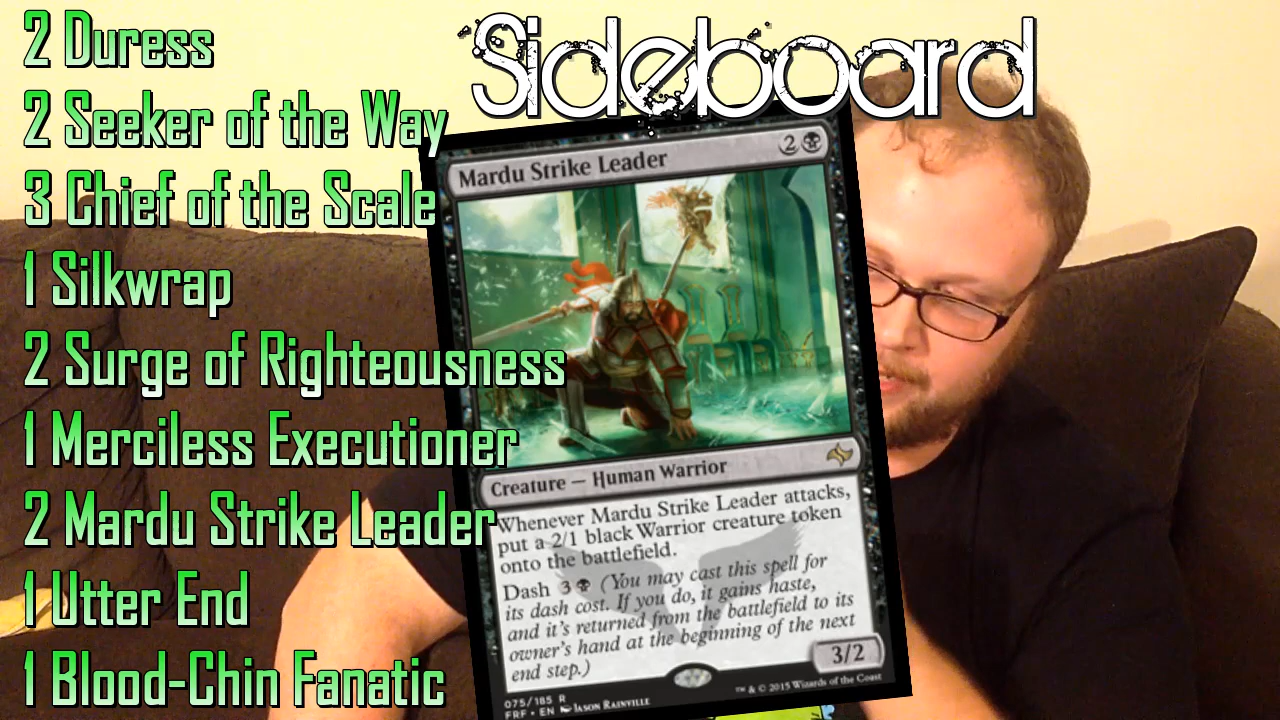 Sideboard
2 Duress
2 Seeker of the Way
3 Chief of the Scale
1 Silkwrap
2 Surge of Righteousness
1 Merciless Executioner
2 Mardu Strike Leader
1 Utter End
1 Blood-Chin Fanatic
Mardu Strike Leader 2
Creature — Human Warrior
Whenever Mardu Strike Leader attacks,
put a 2/1 black Warrior creature token
onto the battlefield.
Dash 3 (You may cast this spell for
its dash cost. If you do, it gains haste,
and it's returned from the battlefield to its
owner's hand at the beginning of the next
end step.)
3/2
075/185 R
FRF • EN Jason Rainville
™ & © 2015 Wizards of the Coast